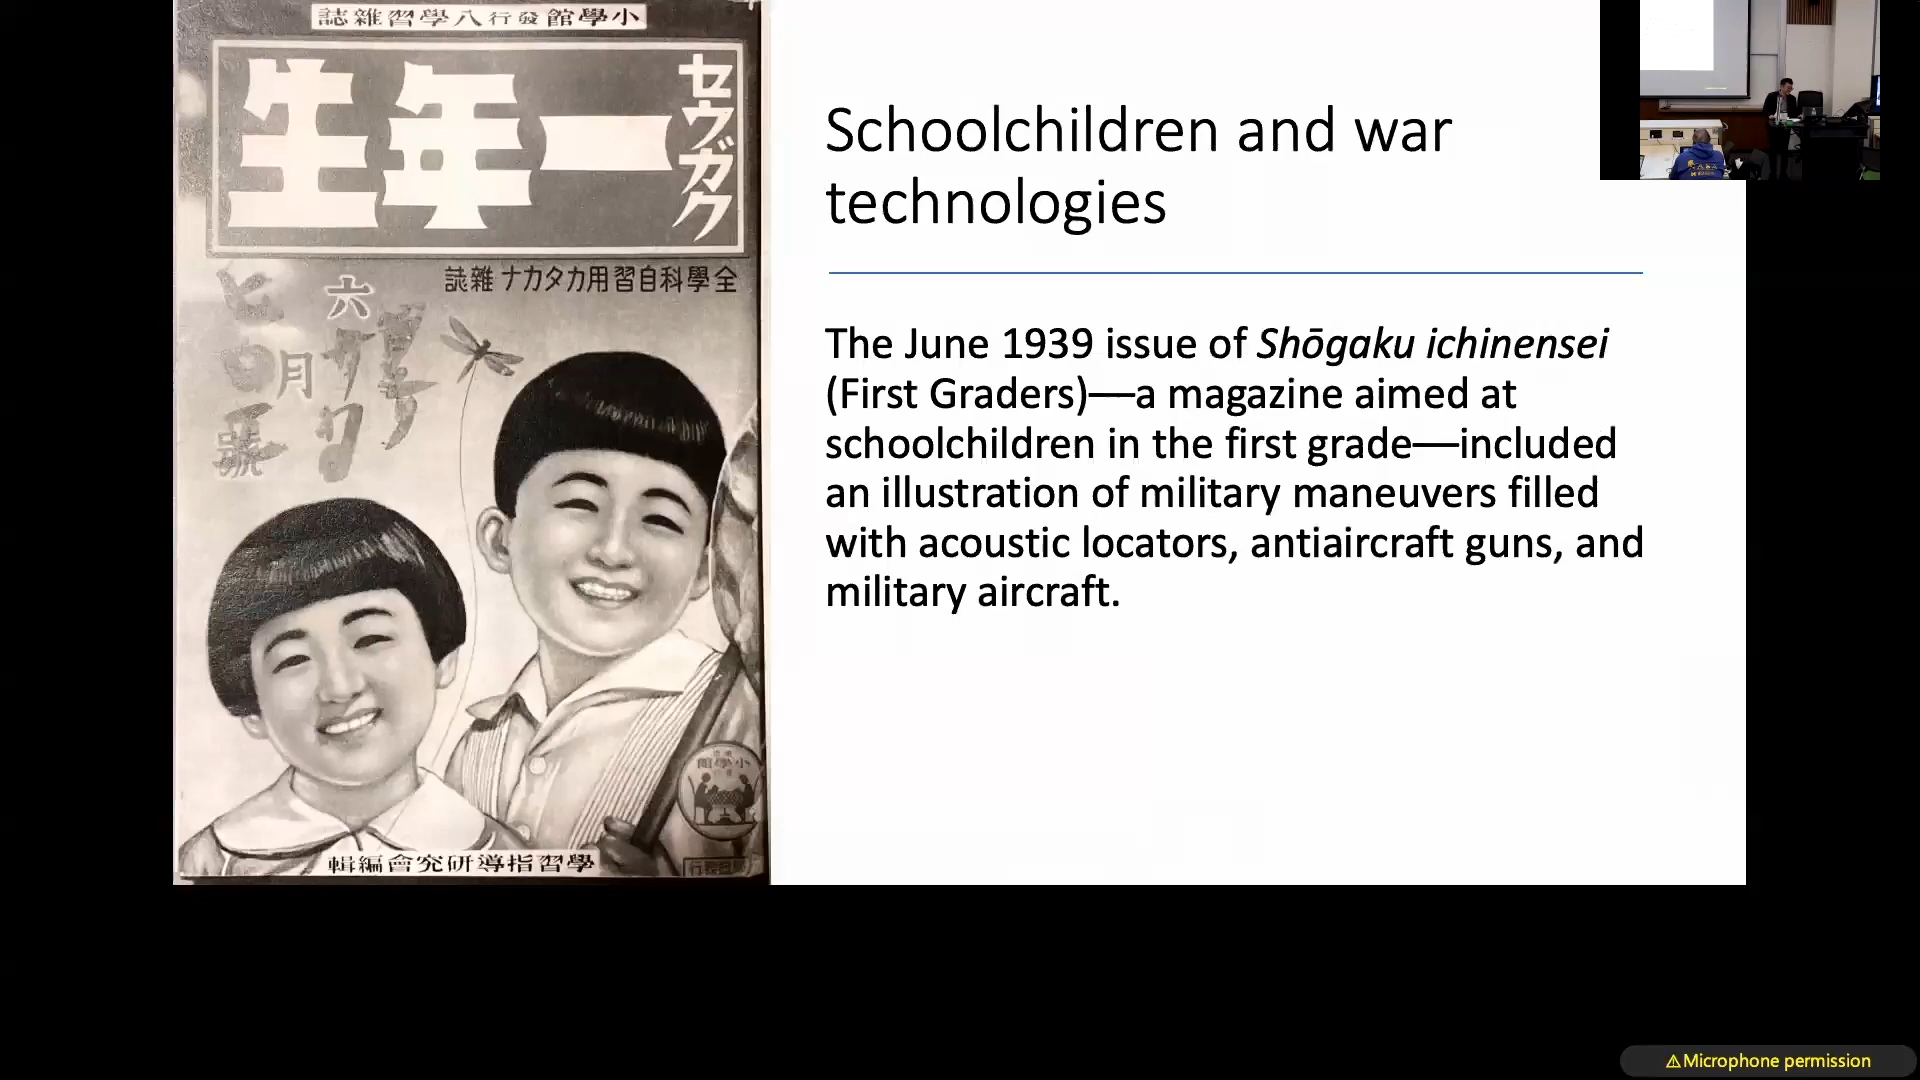 小學館發行八學習雜誌
セウガク
一年生
全學科自習用カタカナ雜誌
六月
號
小學館
學習指導研究會編輯
Schoolchildren and war
technologies
The June 1939 issue of Shōgaku ichinensei
(First Graders)—a magazine aimed at
schoolchildren in the first grade—included
an illustration of military maneuvers filled
with acoustic locators, antiaircraft guns, and
military aircraft.
⚠Microphone permission